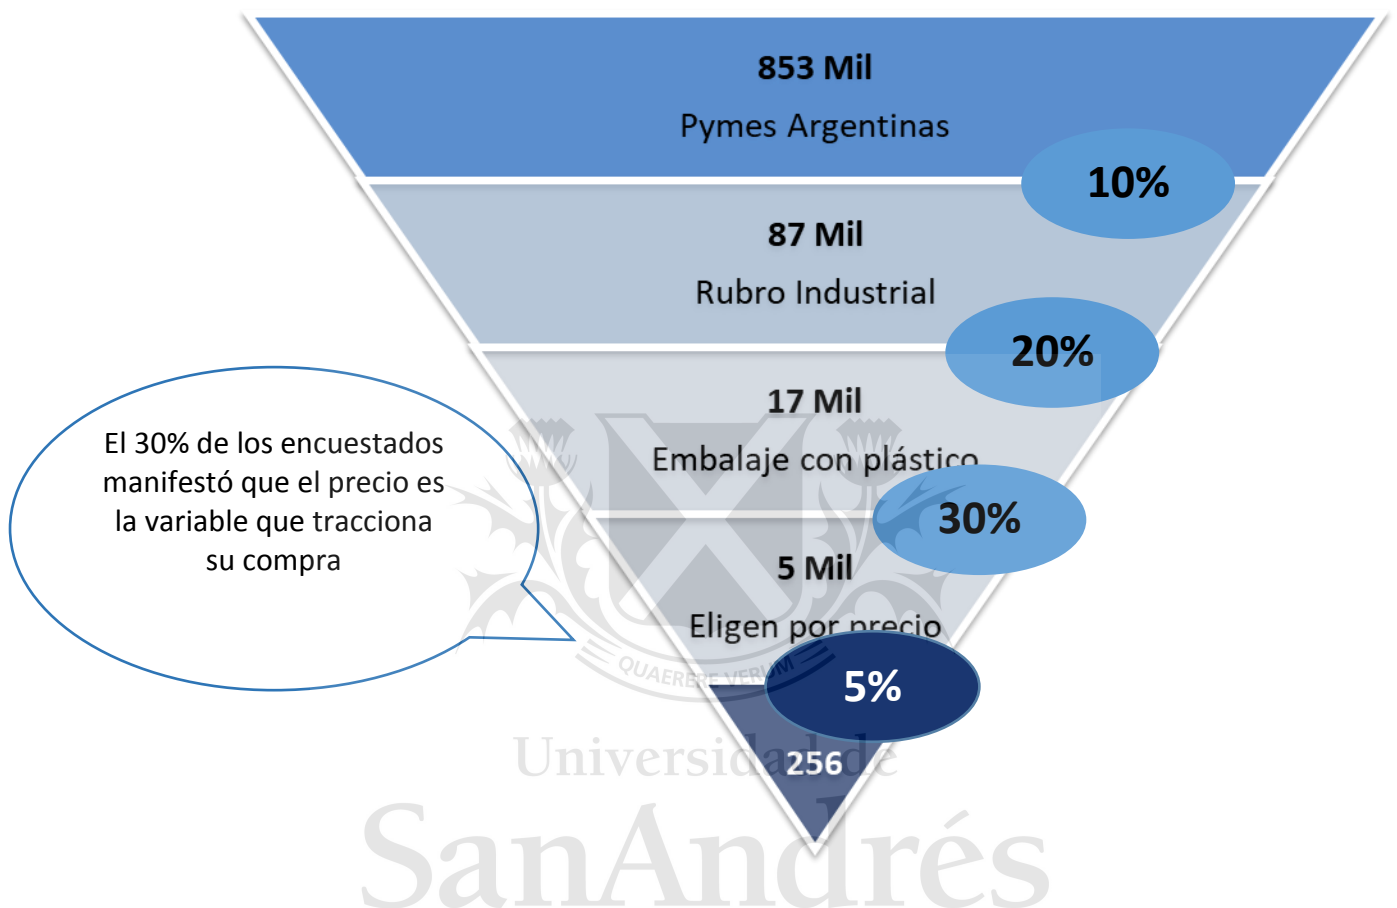 853 Mil
Pymes Argentinas
10%
87 Mil
Rubro Industrial
20%
17 Mil
Embalaje con plástico
30%
El 30% de los encuestados
manifestó que el precio es
la variable que tracciona
su compra
5 Mil
Eligen por precio
QUAERERE VERUM
5%
256
Universidad de
SanAndrés